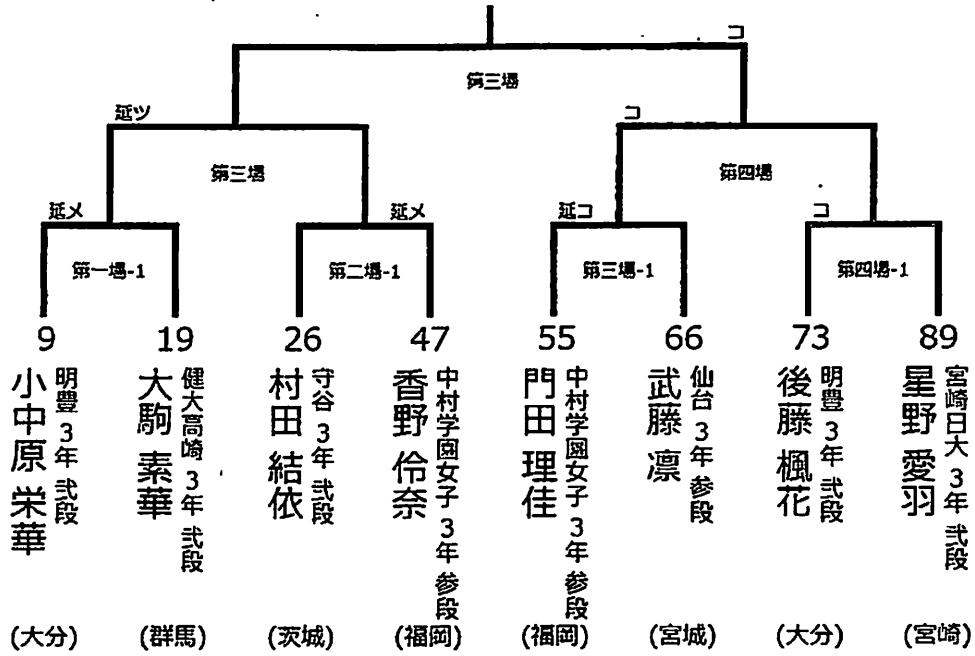 コ
第三場
延ツ
コ
第三場
第四場
延メ
延メ
延コ
コ
第一場-1
第二場-1
第三場-1
第四場-1
9
19
26
47
55
66
73
89
小中原 栄華
明豊 3年 弐段
大駒 素華
健大高崎 3年 弐段
村田 結依
守谷 3年 弐段
香野 伶奈
中村学園女子 3年 参段
門田 理佳
中村学園女子 3年 参段
武藤 凛
仙台 3年 参段
後藤 楓花
明豊 3年 弐段
星野 愛羽
宮崎日大 3年 弐段
(大分)
(群馬)
(茨城)
(福岡)
(福岡)
(宮城)
(大分)
(宮崎)